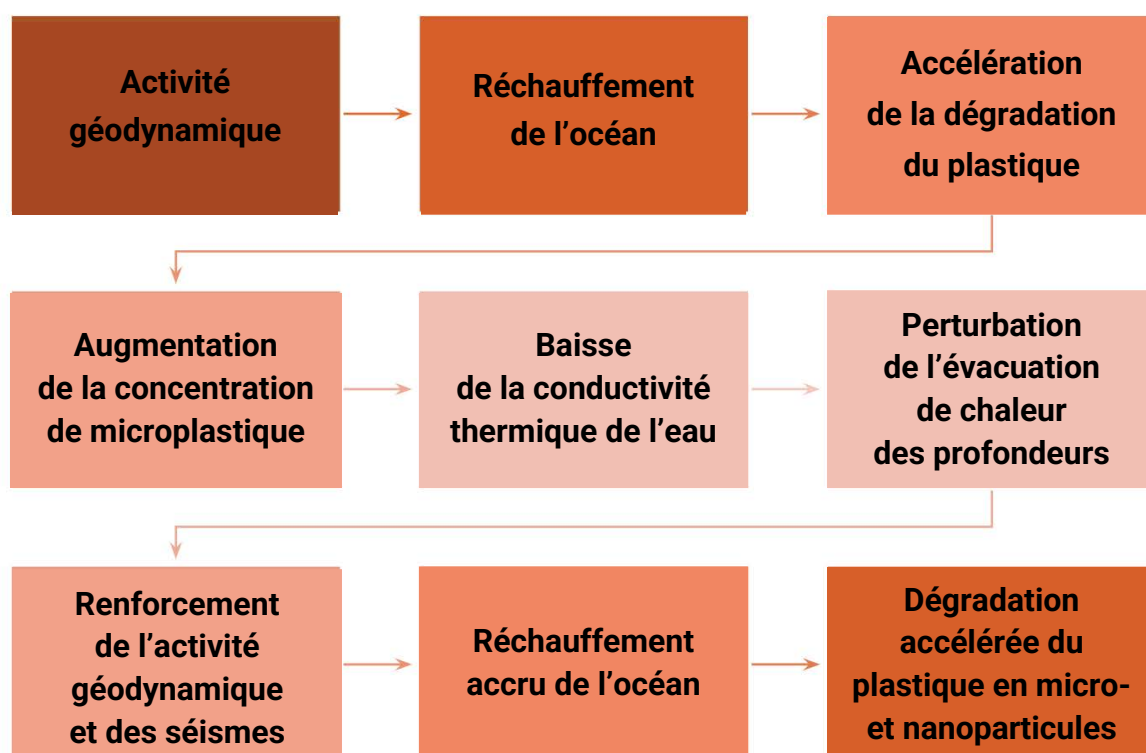 Activité
géodynamique
Réchauffement
de l’océan
Accélération
de la dégradation
du plastique
Augmentation
de la concentration
de microplastique
Baisse
de la conductivité
thermique de l’eau
Perturbation
de l’évacuation
de chaleur
des profondeurs
Renforcement
de l’activité
géodynamique
et des séismes
Réchauffement
accru de l’océan
Dégradation
accélérée du
plastique en micro-
et nanoparticules